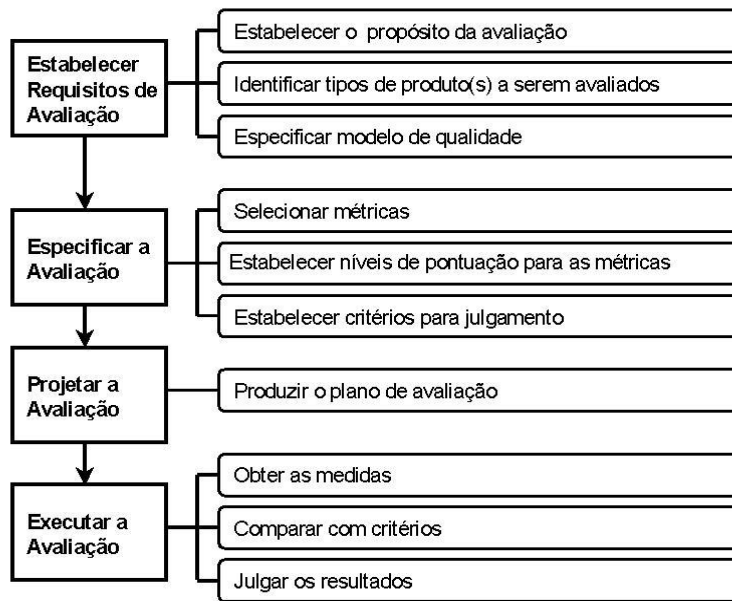 Estabelecer
Requisitos de
Avaliação
Estabelecer o propósito da avaliação
Identificar tipos de produto(s) a serem avaliados
Especificar modelo de qualidade
Especificar a
Avaliação
Selecionar métricas
Estabelecer níveis de pontuação para as métricas
Estabelecer critérios para julgamento
Projetar a
Avaliação
Produzir o plano de avaliação
Executar a
Avaliação
Obter as medidas
Comparar com critérios
Julgar os resultados